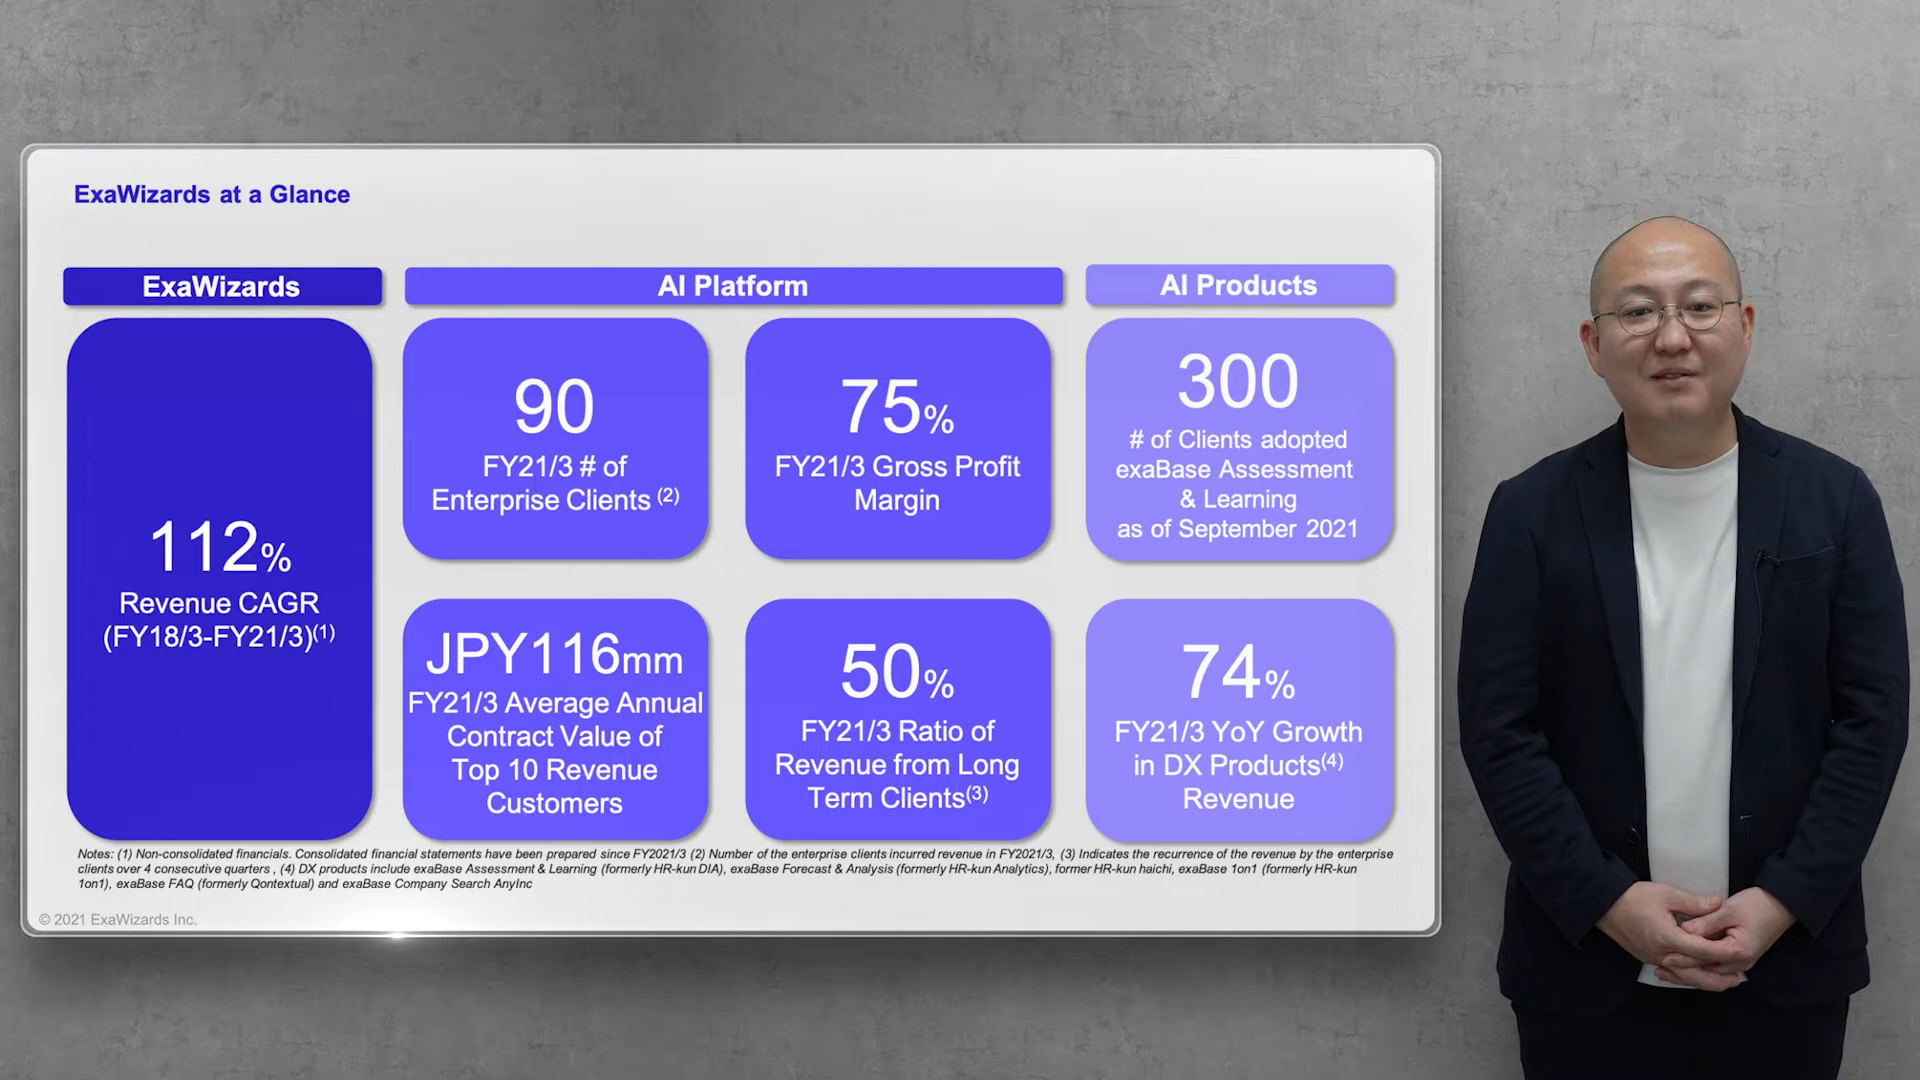 ExaWizards at a Glance
ExaWizards
AI Platform
AI Products
112%
Revenue CAGR
(FY18/3-FY21/3)(1)
90
FY21/3 # of
Enterprise Clients (2)
75%
FY21/3 Gross Profit
Margin
300
# of Clients adopted
exaBase Assessment
& Learning
as of September 2021
JPY116mm
FY21/3 Average Annual
Contract Value of
Top 10 Revenue
Customers
50%
FY21/3 Ratio of
Revenue from Long
Term Clients(3)
74%
FY21/3 YoY Growth
in DX Products(4)
Revenue
Notes: (1) Non-consolidated financials. Consolidated financial statements have been prepared since FY2021/3 (2) Number of the enterprise clients incurred revenue in FY2021/3, (3) Indicates the recurrence of the revenue by the enterprise
clients over 4 consecutive quarters , (4) DX products include exaBase Assessment & Learning (formerly HR-kun DIA), exaBase Forecast & Analysis (formerly HR-kun Analytics), former HR-kun haichi, exaBase 1on1 (formerly HR-kun
1on1), exaBase FAQ (formerly Qontextual) and exaBase Company Search AnyInc
© 2021 ExaWizards Inc.